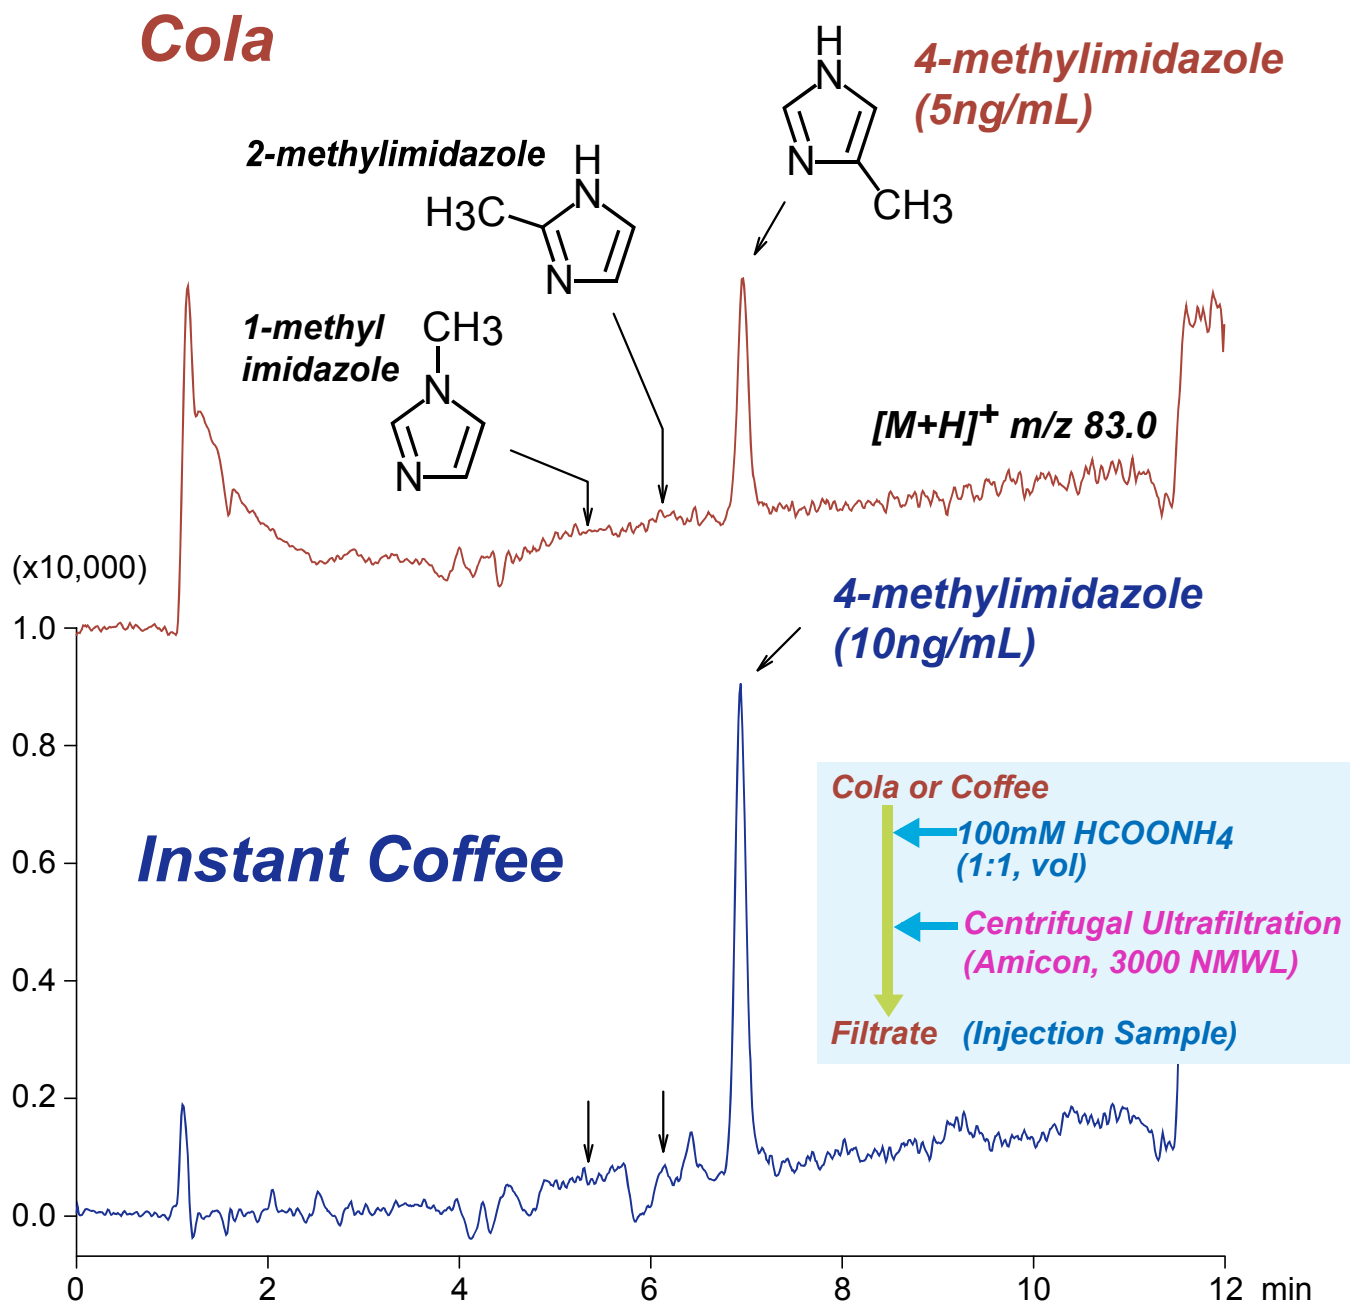 Cola
4-methylimidazole
(5ng/mL)
H
N
N
CH3
2-methylimidazole
H
N
H3C
N
1-methyl
imidazole
CH3
N
N
[M+H]+ m/z 83.0
(x10,000)
4-methylimidazole
(10ng/mL)
1.0
0.8
0.6
0.4
0.2
0.0
Instant Coffee
Cola or Coffee
100mM HCOONH4
(1:1, vol)
Centrifugal Ultrafiltration
(Amicon, 3000 NMWL)
Filtrate (Injection Sample)
0 2 4 6 8 10 12 min